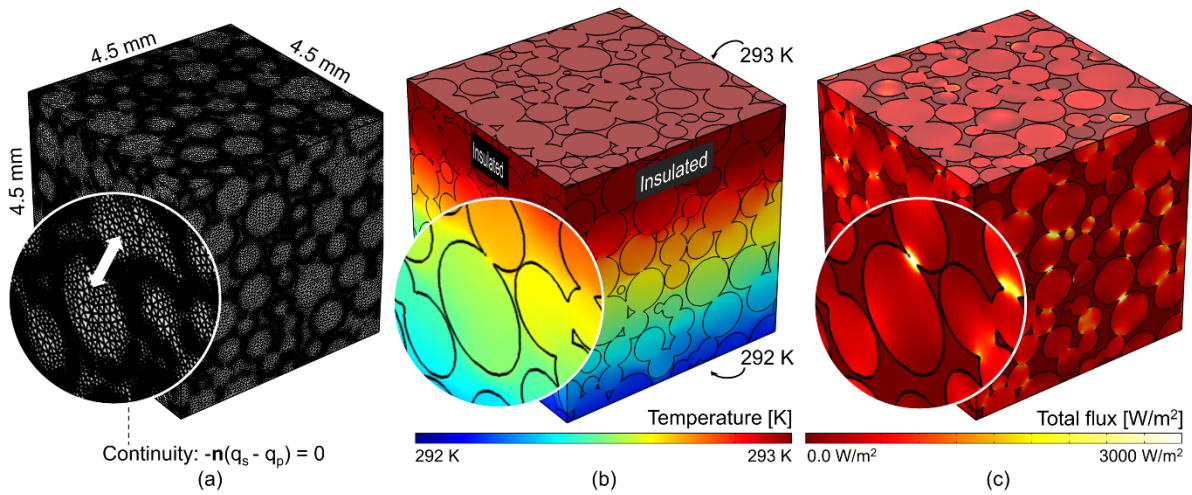 4.5 mm
4.5 mm
4.5 mm
Continuity: -n(qs - qp) = 0
(a)
293 K
Insulated
Insulated
292 K
Temperature [K]
292 K
293 K
(b)
Total flux [W/m²]
0.0 W/m²
3000 W/m²
(c)